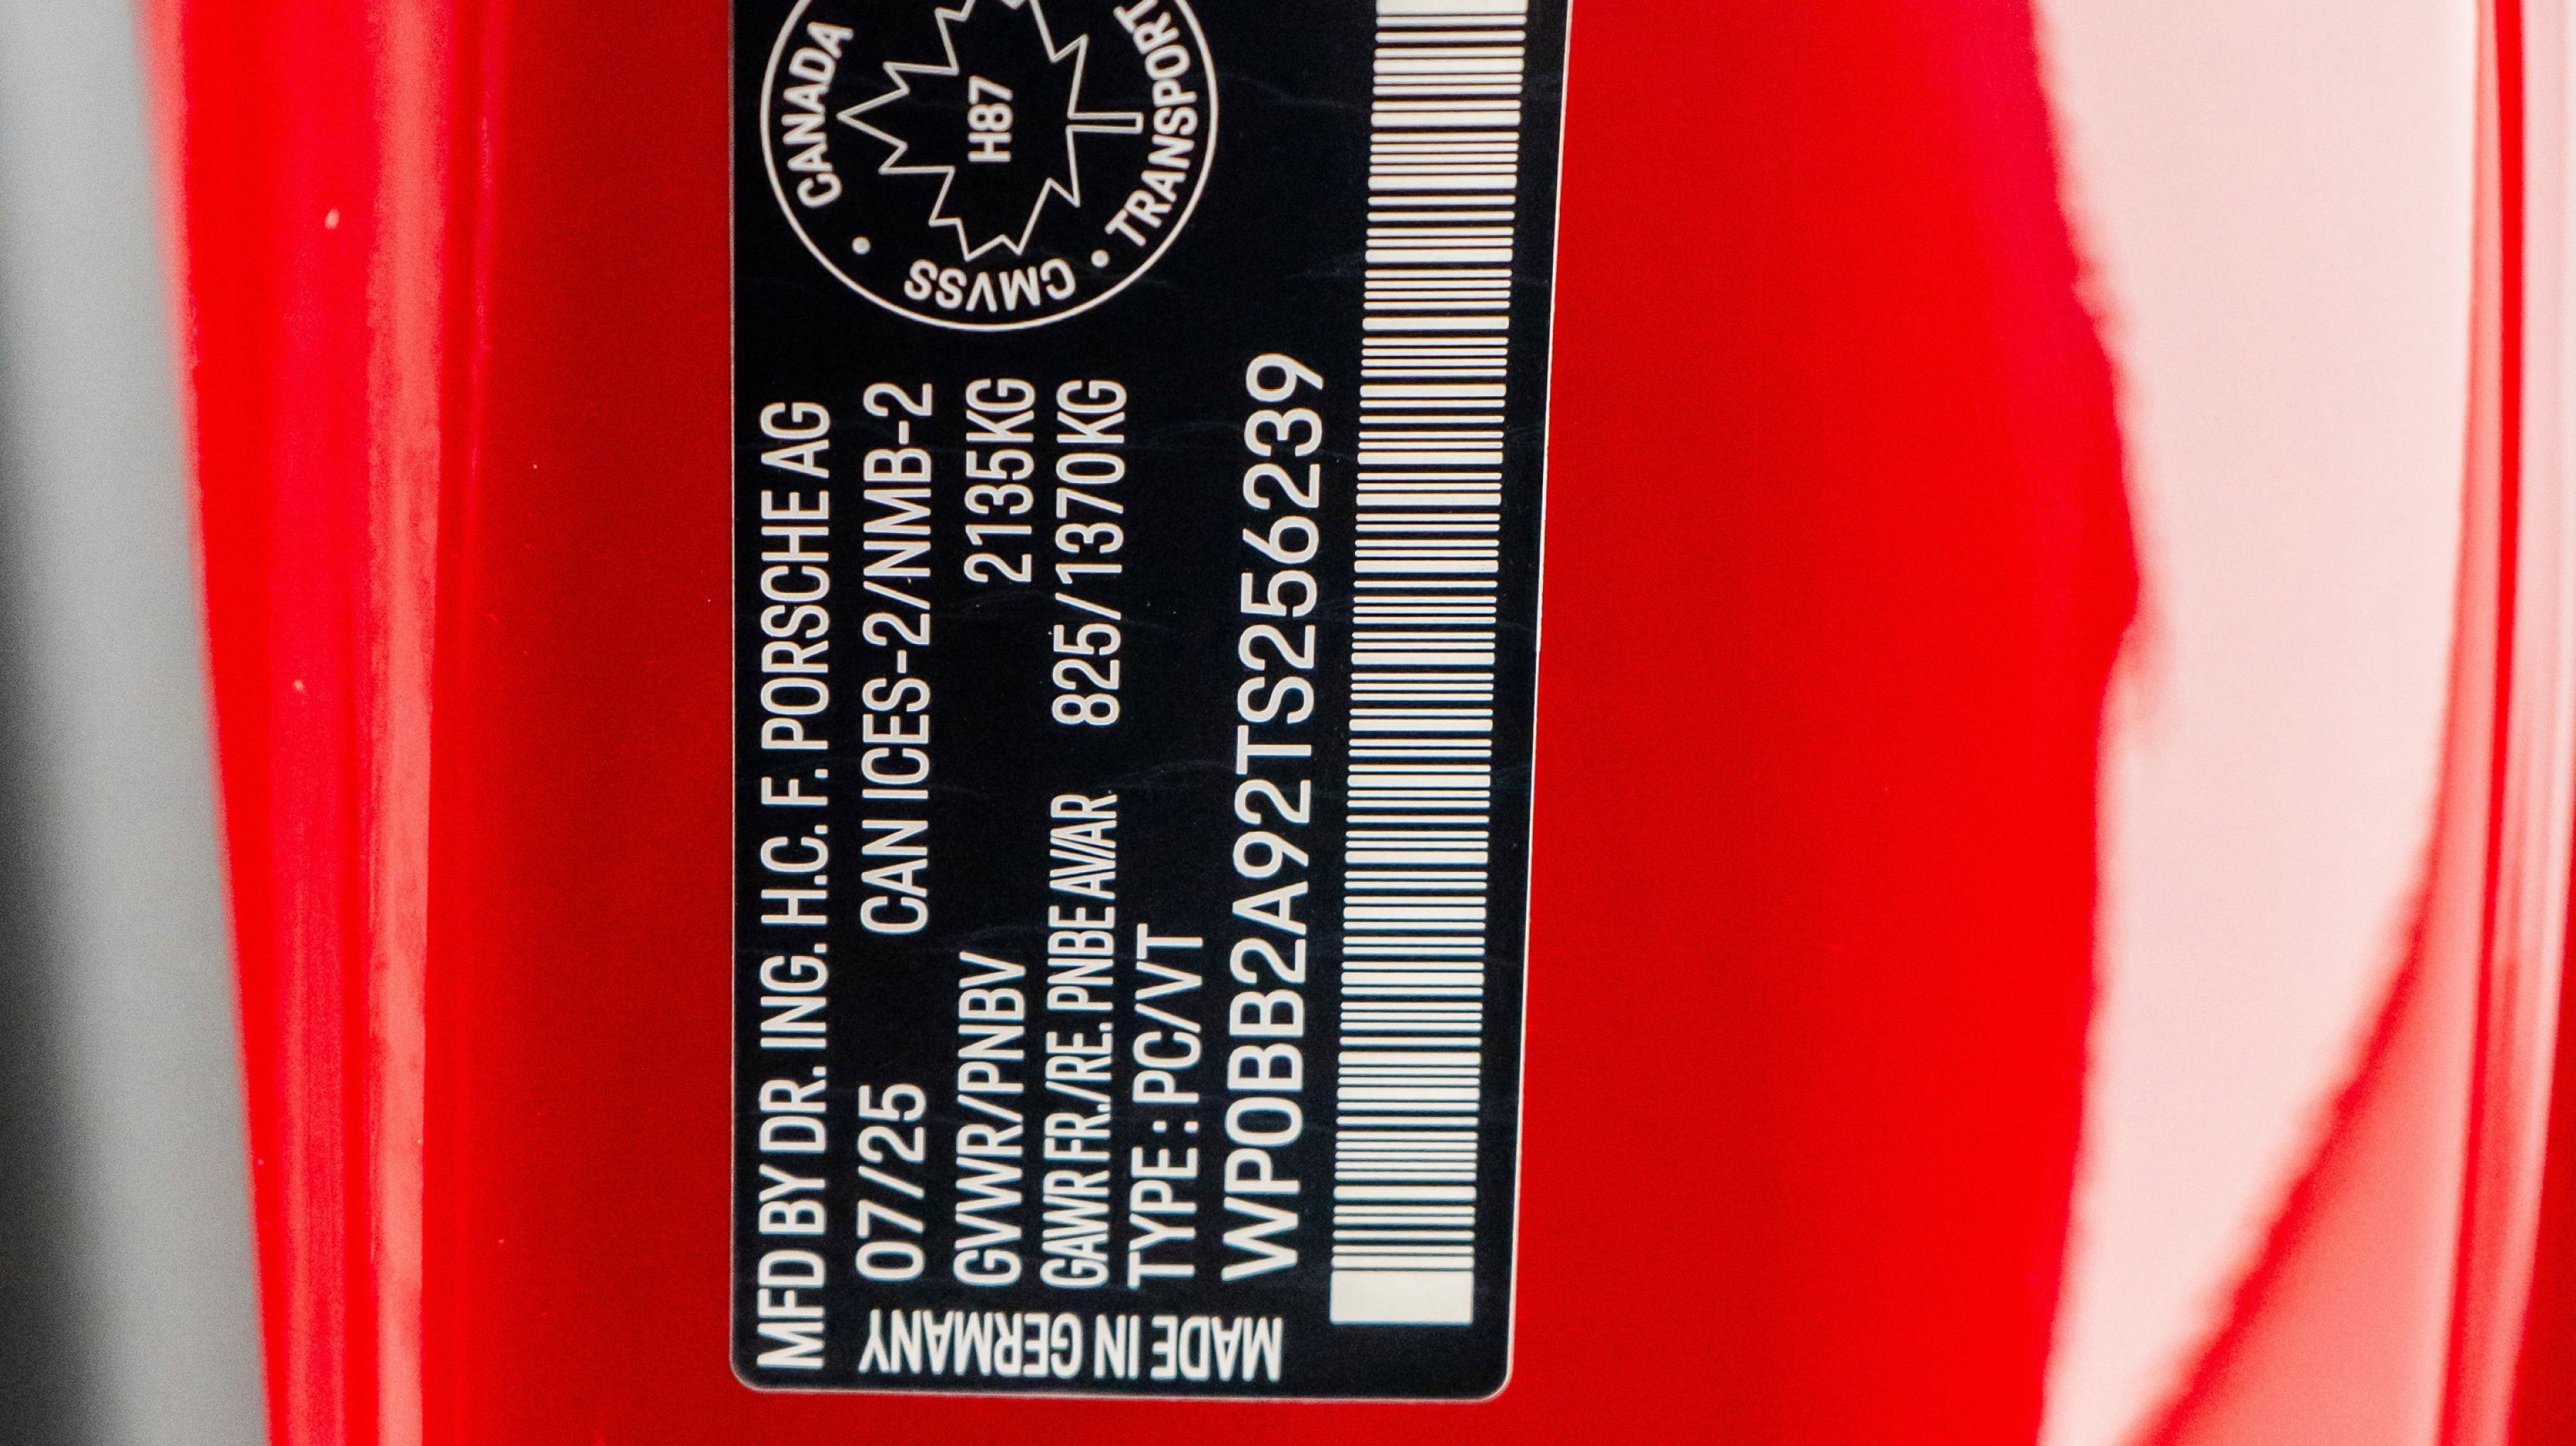 MFD BY DR. ING. H.C. F. PORSCHE AG
07/25 CAN ICES-2/NMB-2
GVWR/PNBV 2135KG
GAWR FR./RE. PNBE AV/AR 825/1370KG
TYPE: PC/VT
WP0BB2A92TS256239
MADE IN GERMANY
CANADA
H87
TRANSPORT
CMVSS